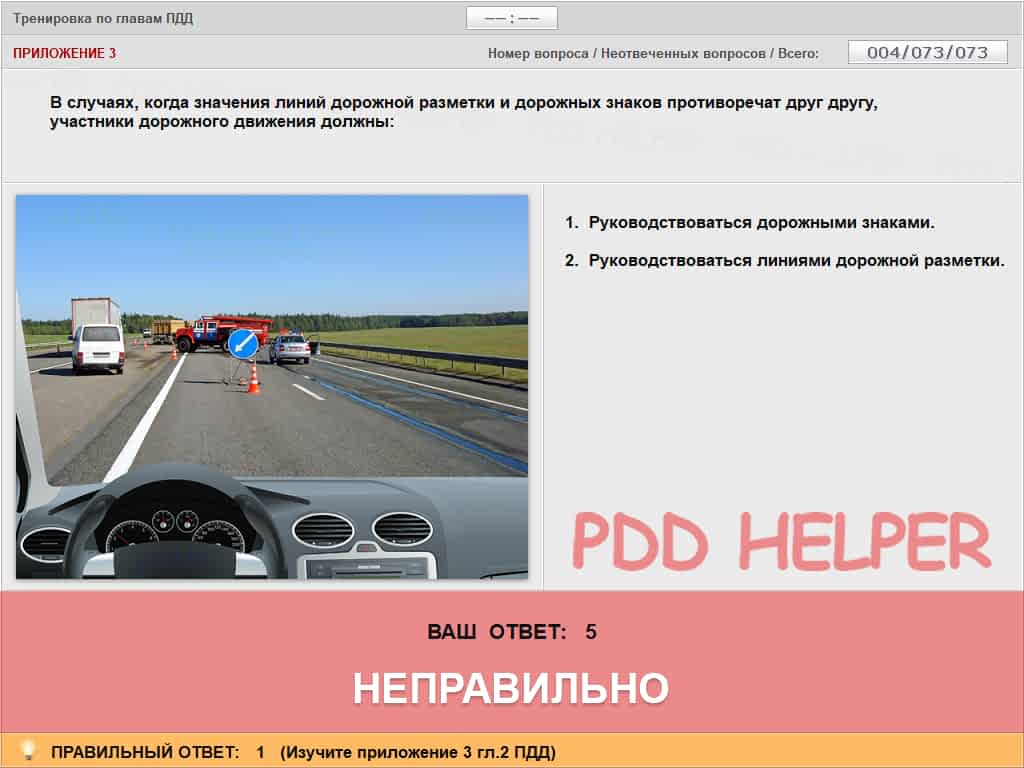 Тренировка по главам ПДД
−− : −−
ПРИЛОЖЕНИЕ 3
Номер вопроса / Неотвеченных вопросов / Всего:
004/073/073
В случаях, когда значения линий дорожной разметки и дорожных знаков противоречат друг другу,
участники дорожного движения должны:
1. Руководствоваться дорожными знаками.
2. Руководствоваться линиями дорожной разметки.
PDD HELPER
ВАШ ОТВЕТ: 5
НЕПРАВИЛЬНО
ПРАВИЛЬНЫЙ ОТВЕТ: 1 (Изучите приложение 3 гл.2 ПДД)